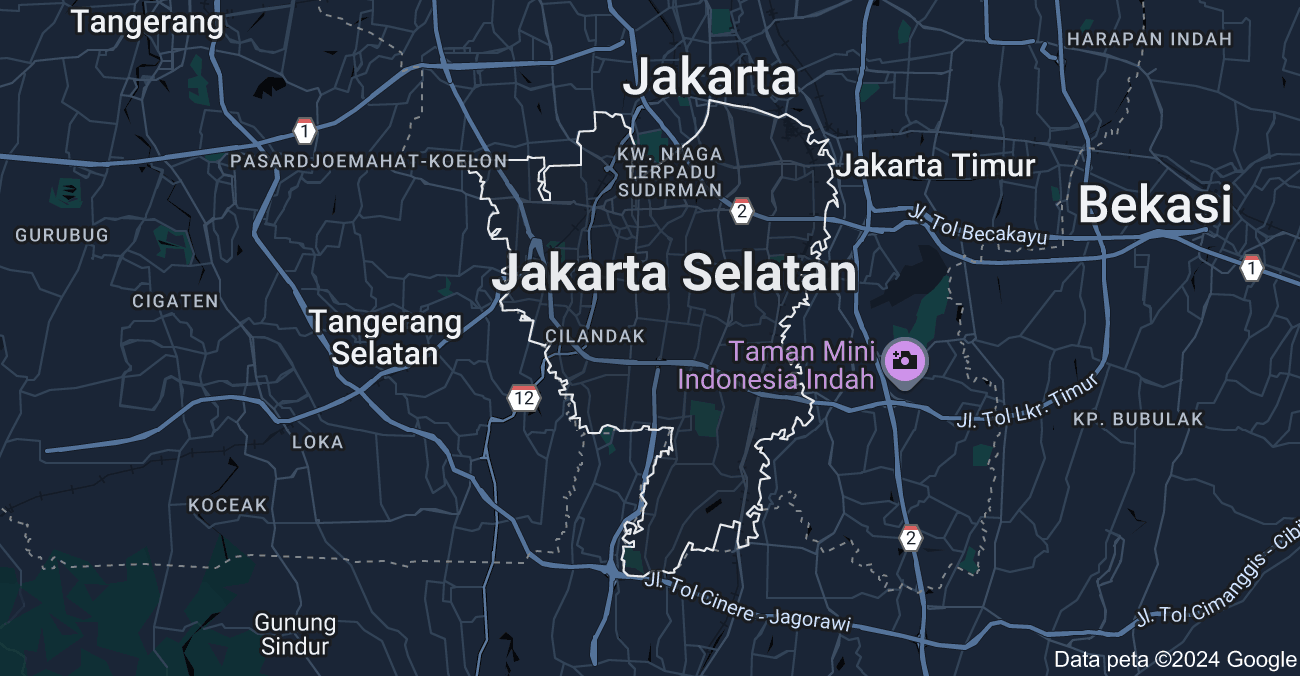 Tangerang
HARAPAN INDAH
Jakarta
1
PASARDJOEMAHAT-KOELON
KW. NIAGA
TERPADU
SUDIRMAN
Jakarta Timur
2
Bekasi
Jl. Tol Becakayu
GURUBUG
1
Jakarta Selatan
CIGATEN
Tangerang
Selatan
CILANDAK
Taman Mini
Indonesia Indah
12
Jl. Tol Lkr. Timur
KP. BUBULAK
LOKA
KOCEAK
2
Jl. Tol Cimanggis - Cibi
Jl. Tol Cinere - Jagorawi
Gunung
Sindur
Data peta ©2024 Google